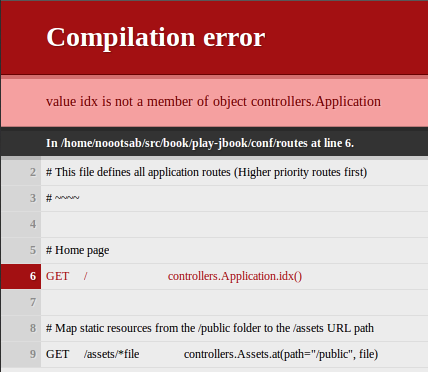 Compilation error
value idx is not a member of object controllers.Application
In /home/noootsab/src/book/play-jbook/conf/routes at line 6.
2 # This file defines all application routes (Higher priority routes first)
3 # ~~~~
4
5 # Home page
6 GET / controllers.Application.idx()
7
8 # Map static resources from the /public folder to the /assets URL path
9 GET /assets/*file controllers.Assets.at(path="/public", file)